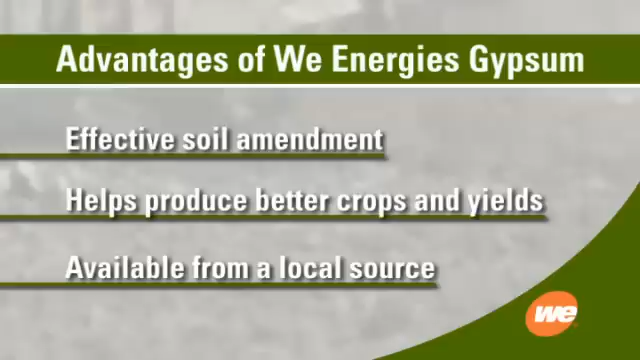 Advantages of We Energies Gypsum
Effective soil amendment
Helps produce better crops and yields
Available from a local source
we